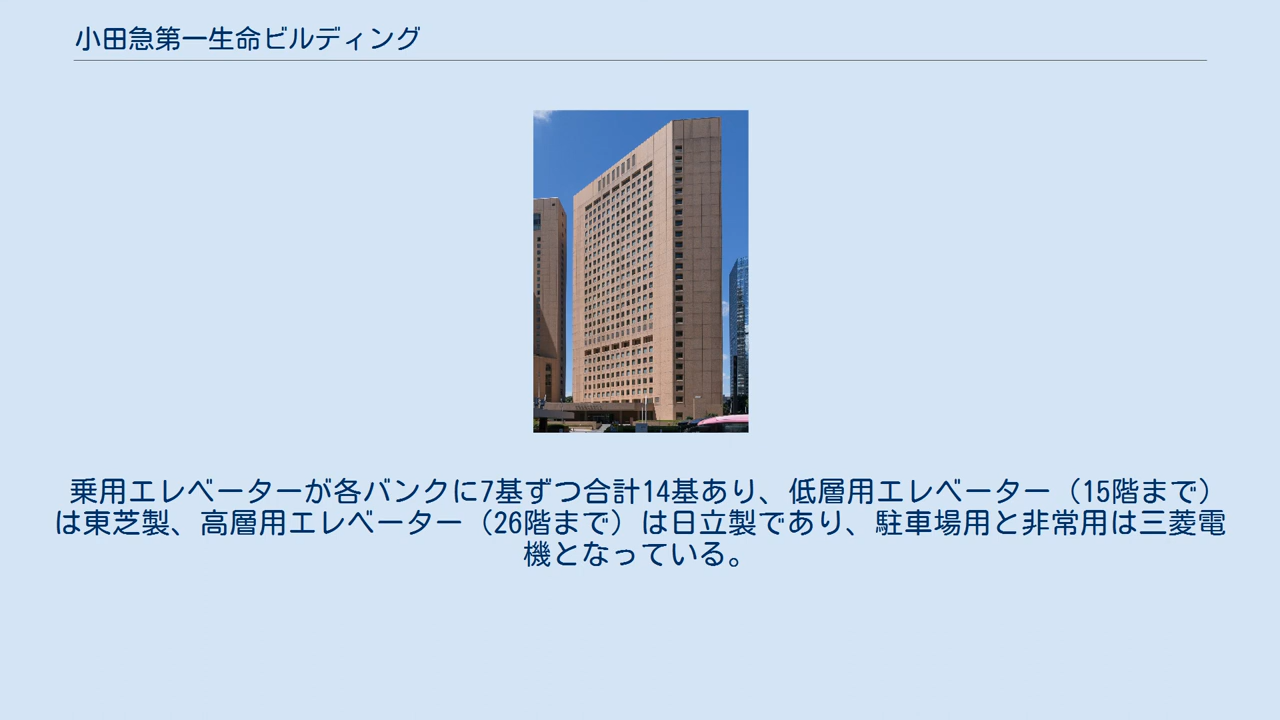 小田急第一生命ビルディング
乗用エレベーターが各バンクに7基ずつ合計14基あり、低層用エレベーター（15階まで）
は東芝製、高層用エレベーター（26階まで）は日立製であり、駐車場用と非常用は三菱電
機となっている。